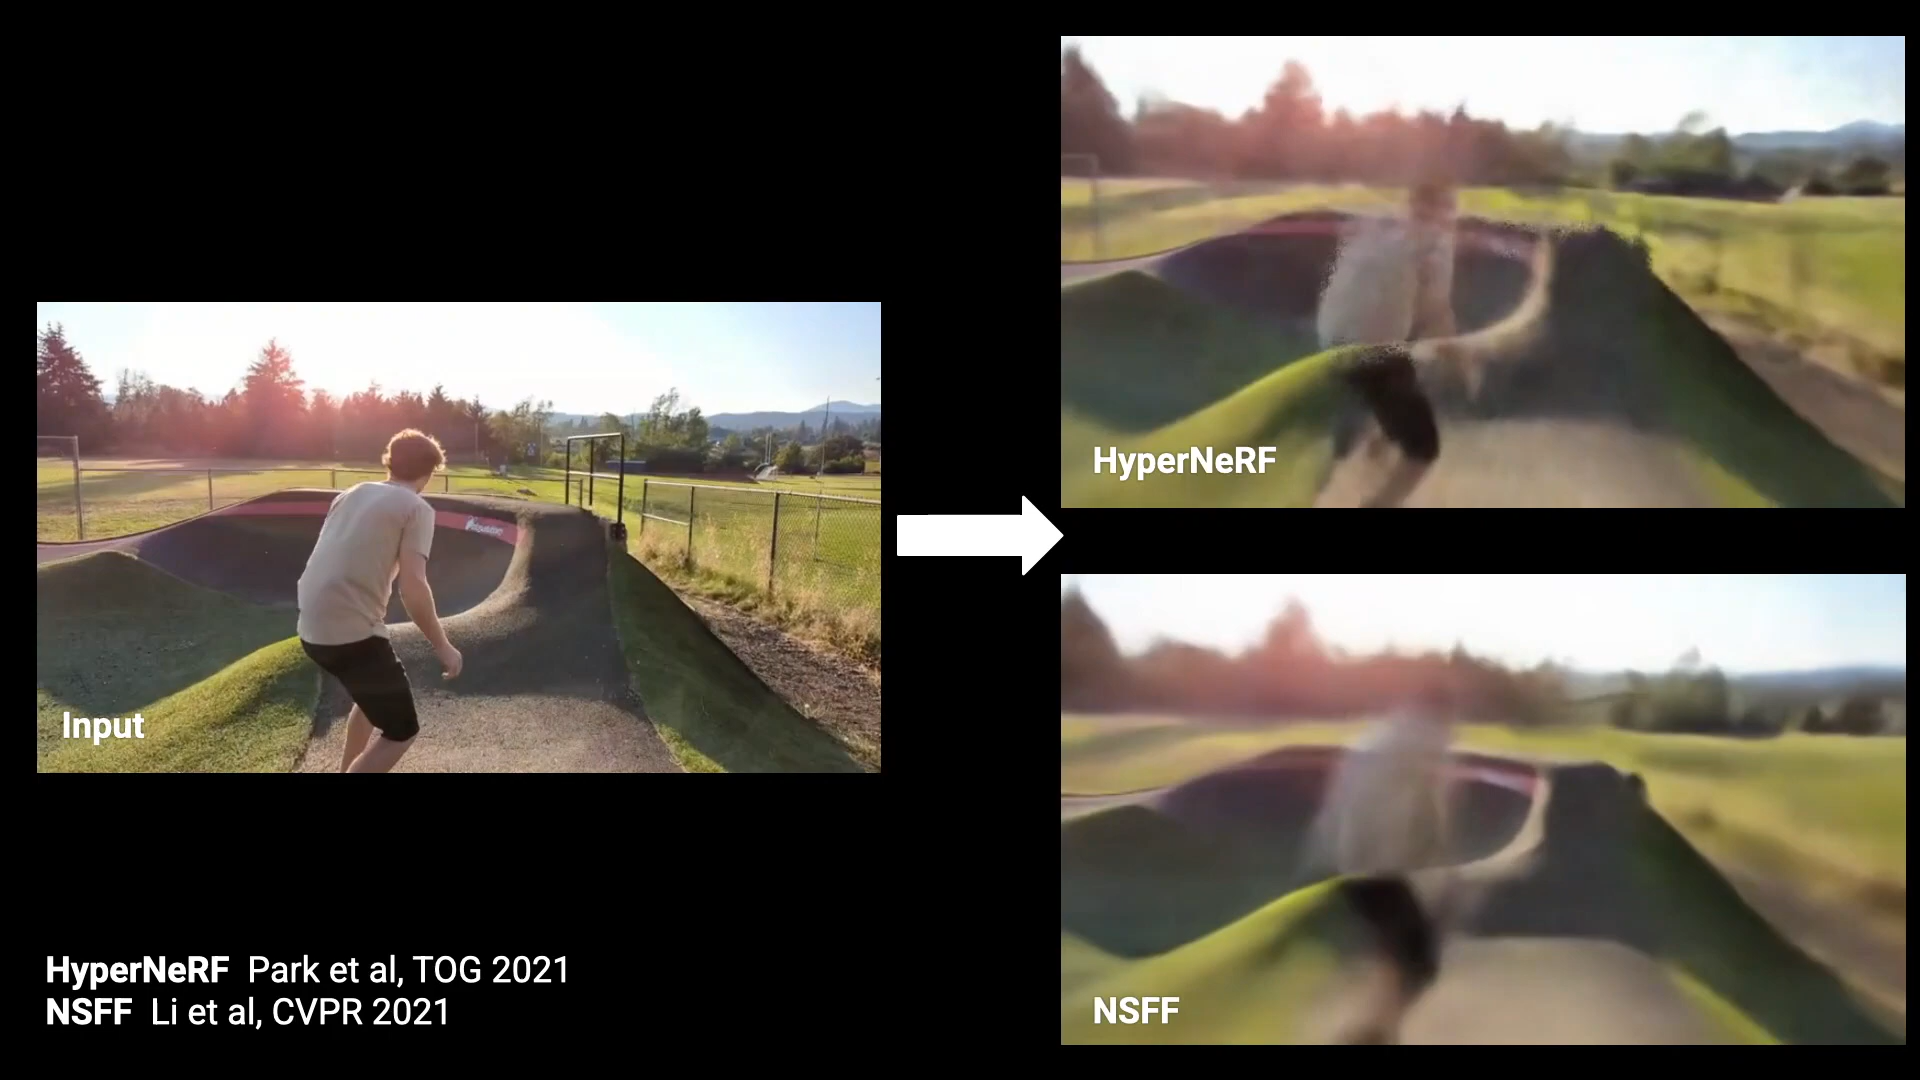 Input
HyperNeRF
NSFF
HyperNeRF Park et al, TOG 2021
NSFF Li et al, CVPR 2021